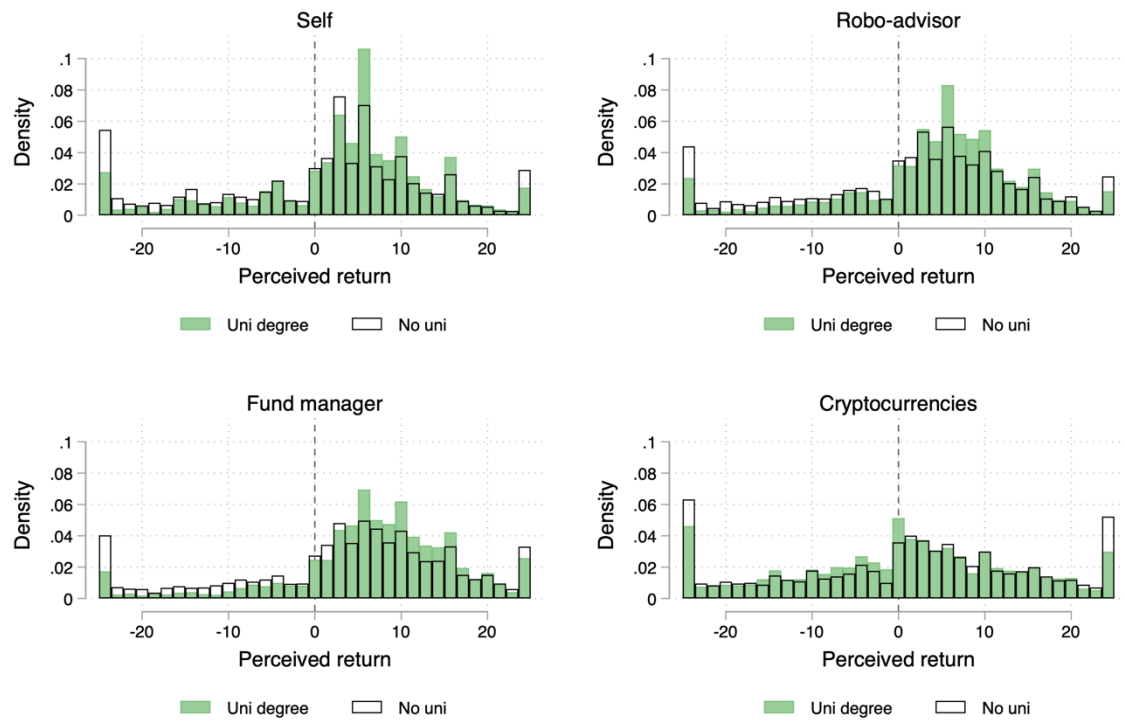 Self
Density
.1
.08
.06
.04
.02
0
-20 -10 0 10 20
Perceived return
Uni degree No uni
Robo-advisor
Density
.1
.08
.06
.04
.02
0
-20 -10 0 10 20
Perceived return
Uni degree No uni
Fund manager
Density
.1
.08
.06
.04
.02
0
-20 -10 0 10 20
Perceived return
Uni degree No uni
Cryptocurrencies
Density
.1
.08
.06
.04
.02
0
-20 -10 0 10 20
Perceived return
Uni degree No uni